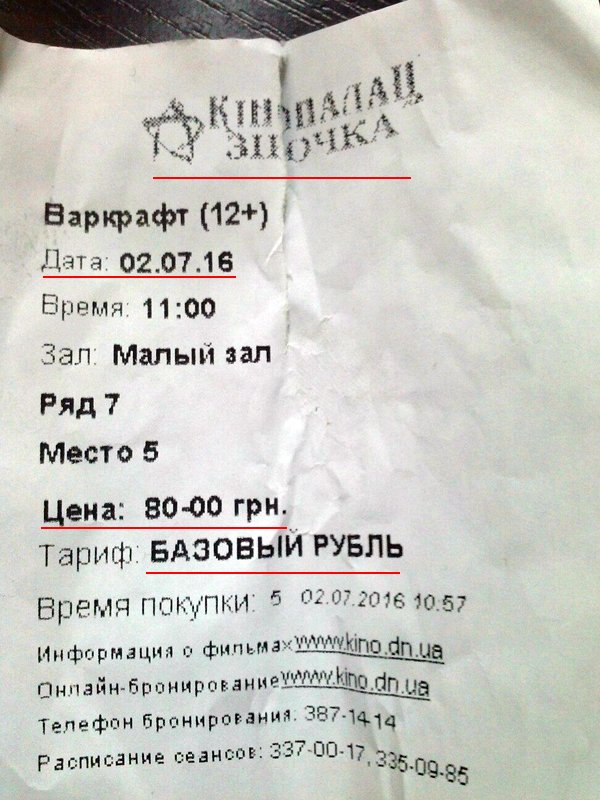 КІНОПАЛАЦ
ЗІРОЧКА
Варкрафт (12+)
Дата: 02.07.16
Время: 11:00
Зал: Малый зал
Ряд 7
Место 5
Цена: 80-00 грн.
Тариф: БАЗОВЫЙ РУБЛЬ
Время покупки: 5 02.07.2016 10:57
Информация о фильмах www.kino.dn.ua
Онлайн-бронирование www.kino.dn.ua
Телефон бронирования: 387-14-14
Расписание сеансов: 337-00-17, 335-09-85